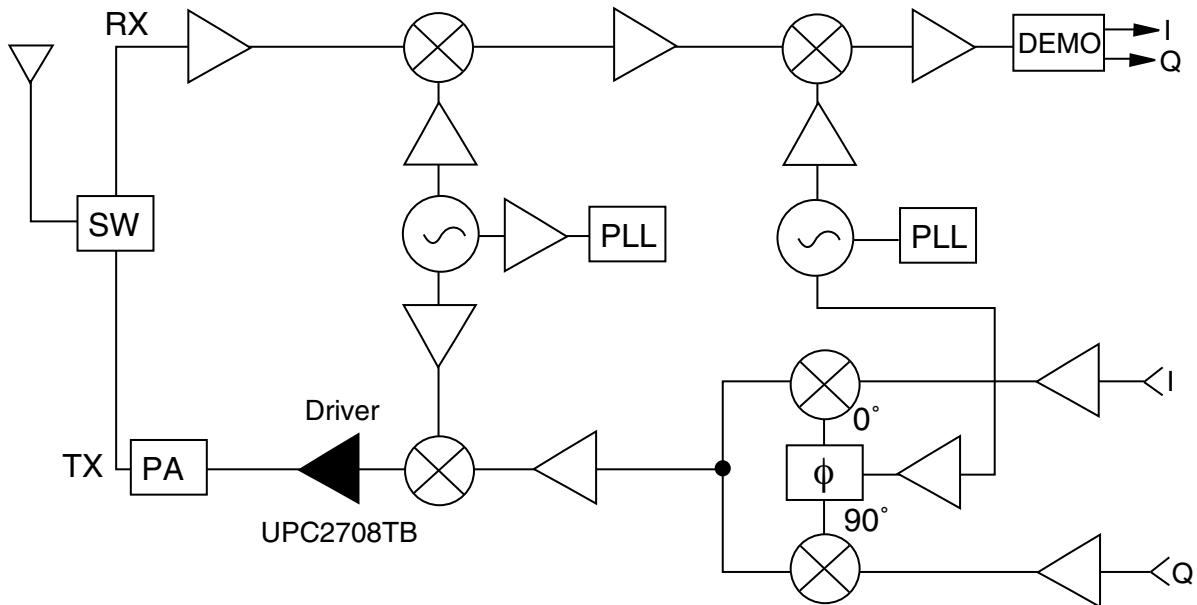 RX
I
DEMO
Q
SW
PLL
PLL
Driver
I
0°
TX
PA
ϕ
UPC2708TB
90°
Q